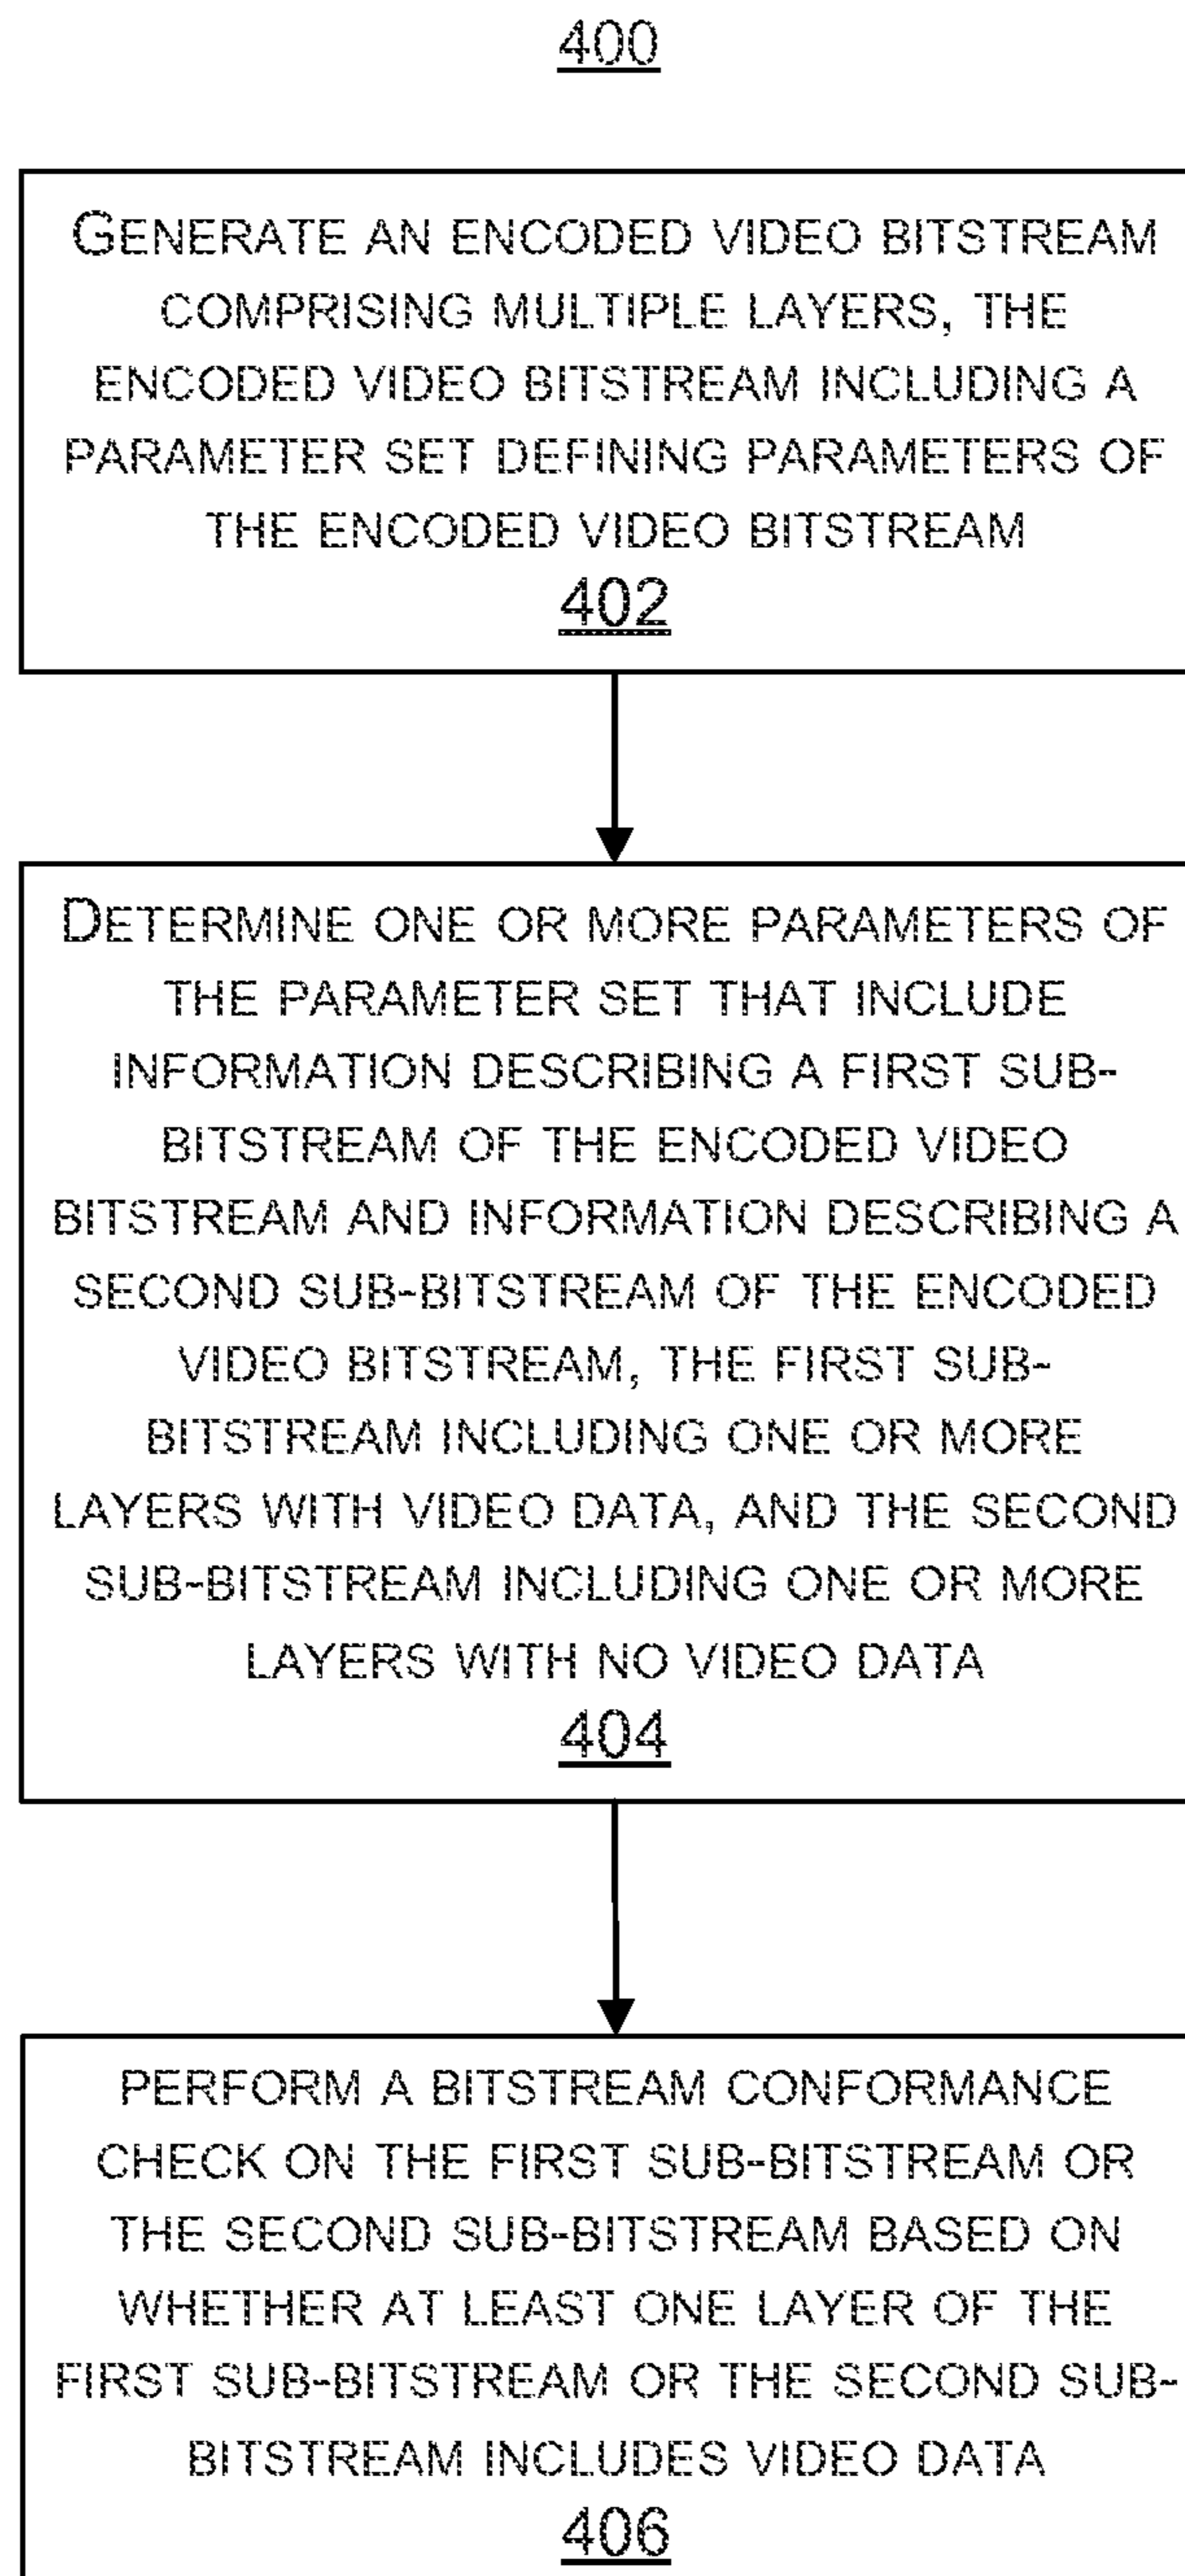 400
GENERATE AN ENCODED VIDEO BITSTREAM
COMPRISING MULTIPLE LAYERS, THE
ENCODED VIDEO BITSTREAM INCLUDING A
PARAMETER SET DEFINING PARAMETERS OF
THE ENCODED VIDEO BITSTREAM
402
DETERMINE ONE OR MORE PARAMETERS OF
THE PARAMETER SET THAT INCLUDE
INFORMATION DESCRIBING A FIRST SUB-
BITSTREAM OF THE ENCODED VIDEO
BITSTREAM AND INFORMATION DESCRIBING A
SECOND SUB-BITSTREAM OF THE ENCODED
VIDEO BITSTREAM, THE FIRST SUB-
BITSTREAM INCLUDING ONE OR MORE
LAYERS WITH VIDEO DATA, AND THE SECOND
SUB-BITSTREAM INCLUDING ONE OR MORE
LAYERS WITH NO VIDEO DATA
404
PERFORM A BITSTREAM CONFORMANCE
CHECK ON THE FIRST SUB-BITSTREAM OR
THE SECOND SUB-BITSTREAM BASED ON
WHETHER AT LEAST ONE LAYER OF THE
FIRST SUB-BITSTREAM OR THE SECOND SUB-
BITSTREAM INCLUDES VIDEO DATA
406